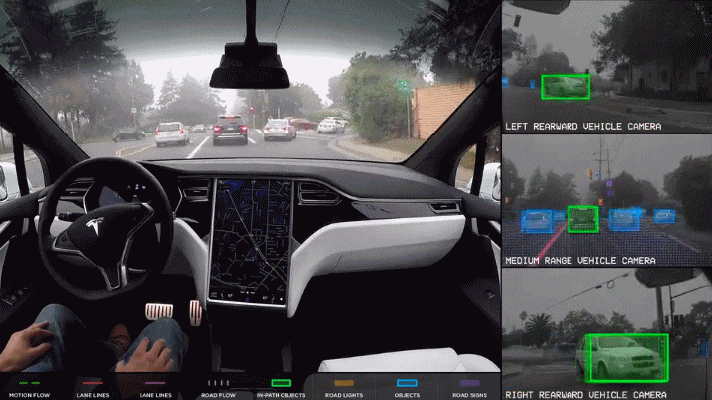 LEFT REARWARD VEHICLE CAMERA
MEDIUM RANGE VEHICLE CAMERA
RIGHT REARWARD VEHICLE CAMERA
MOTION FLOW
LANE LINES
LANE LINES
ROAD FLOW
IN-PATH OBJECTS
ROAD LIGHTS
OBJECTS
ROAD SIGNS